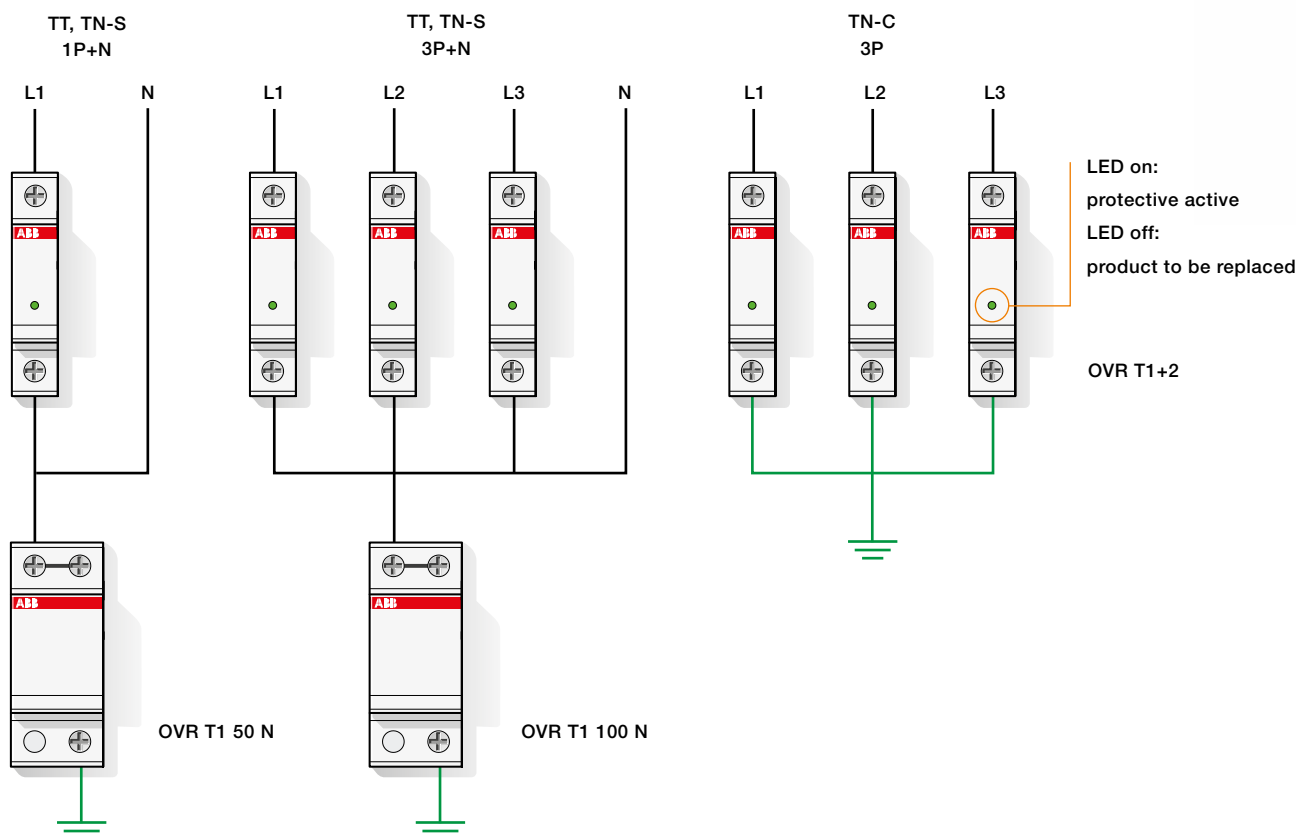 TT, TN-S
1P+N
TT, TN-S
3P+N
TN-C
3P
L1
N
L1
L2
L3
N
L1
L2
L3
LED on:
protective active
LED off:
product to be replaced
ABB
ABB
ABB
ABB
ABB
ABB
ABB
OVR T1+2
ABB
ABB
OVR T1 50 N
OVR T1 100 N